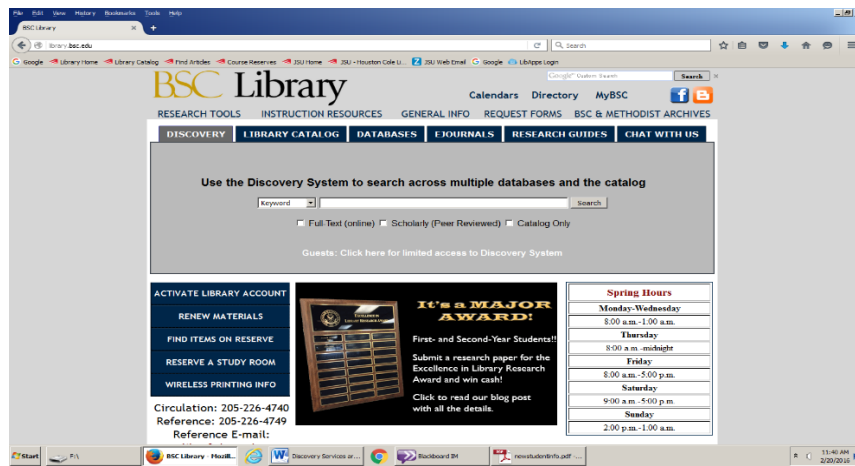 File Edit View History Bookmarks Tools Help
BSC Library × +
library.bsc.edu Search
Google Library Home Library Catalog Find Articles Course Reserves JSU Home JSU - Houston Cole Li... JSU Web Email Google LibApps Login
BSC Library
Search ×
Calendars Directory MyBSC
RESEARCH TOOLS INSTRUCTION RESOURCES GENERAL INFO REQUEST FORMS BSC & METHODIST ARCHIVES
DISCOVERY LIBRARY CATALOG DATABASES EJOURNALS RESEARCH GUIDES CHAT WITH US
Use the Discovery System to search across multiple databases and the catalog
Keyword Search
Full-Text (online) Scholarly (Peer Reviewed) Catalog Only
Guests: Click here for limited access to Discovery System
ACTIVATE LIBRARY ACCOUNT
RENEW MATERIALS
FIND ITEMS ON RESERVE
RESERVE A STUDY ROOM
WIRELESS PRINTING INFO
Circulation: 205-226-4740
Reference: 205-226-4749
Reference E-mail:
It's a MAJOR
AWARD!
First- and Second-Year Students!!
Submit a research paper for the
Excellence in Library Research
Award and win cash!
Click to read our blog post
with all the details.
Spring Hours
Monday-Wednesday
8:00 a.m.-1:00 a.m.
Thursday
8:00 a.m.-midnight
Friday
8:00 a.m.-5:00 p.m.
Saturday
9:00 a.m.-5:00 p.m.
Sunday
2:00 p.m.-1:00 a.m.
Start F:\ BSC Library - Mozill... Discovery Services ar... Blackboard IM newstudentinfo.pdf -...
11:40 AM
2/20/2016